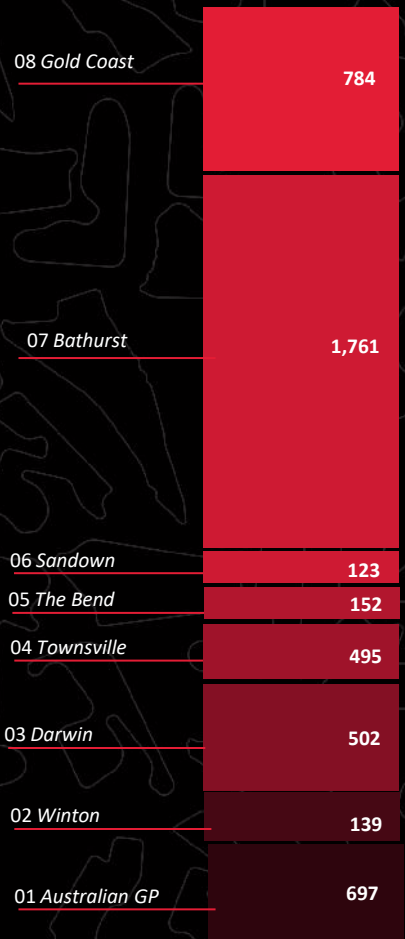 08 Gold Coast
784
07 Bathurst
1,761
06 Sandown
123
05 The Bend
152
04 Townsville
495
03 Darwin
502
02 Winton
139
01 Australian GP
697